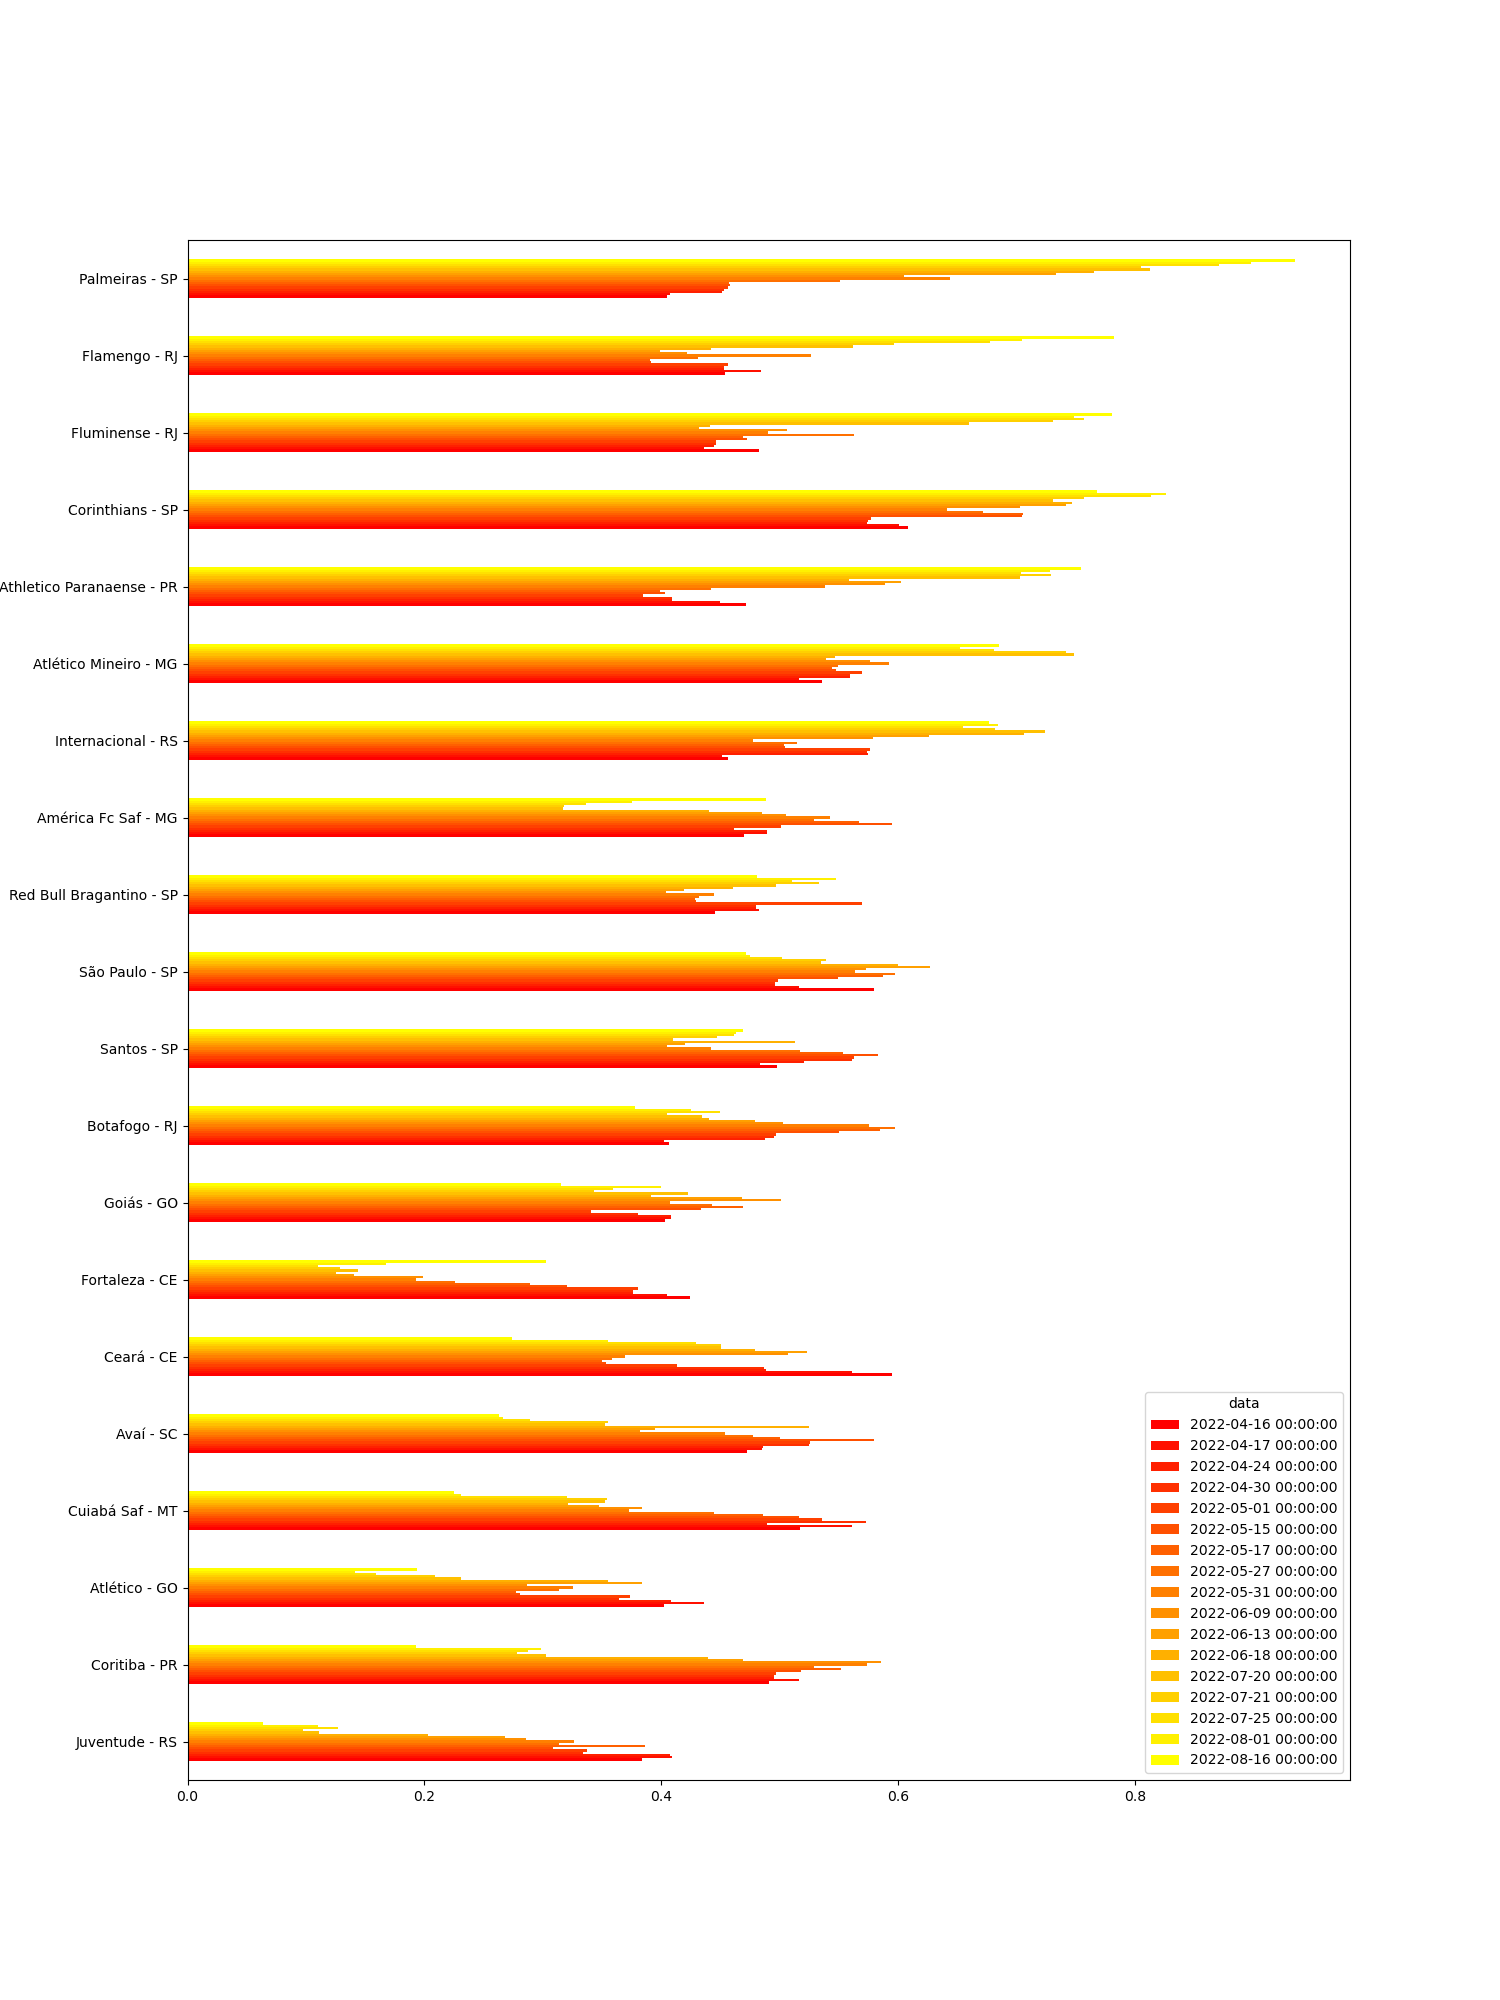 Palmeiras - SP
Flamengo - RJ
Fluminense - RJ
Corinthians - SP
Athletico Paranaense - PR
Atlético Mineiro - MG
Internacional - RS
América Fc Saf - MG
Red Bull Bragantino - SP
São Paulo - SP
Santos - SP
Botafogo - RJ
Goiás - GO
Fortaleza - CE
Ceará - CE
Avaí - SC
Cuiabá Saf - MT
Atlético - GO
Coritiba - PR
Juventude - RS
data
2022-04-16 00:00:00
2022-04-17 00:00:00
2022-04-24 00:00:00
2022-04-30 00:00:00
2022-05-01 00:00:00
2022-05-15 00:00:00
2022-05-17 00:00:00
2022-05-27 00:00:00
2022-05-31 00:00:00
2022-06-09 00:00:00
2022-06-13 00:00:00
2022-06-18 00:00:00
2022-07-20 00:00:00
2022-07-21 00:00:00
2022-07-25 00:00:00
2022-08-01 00:00:00
2022-08-16 00:00:00
0.0 0.2 0.4 0.6 0.8